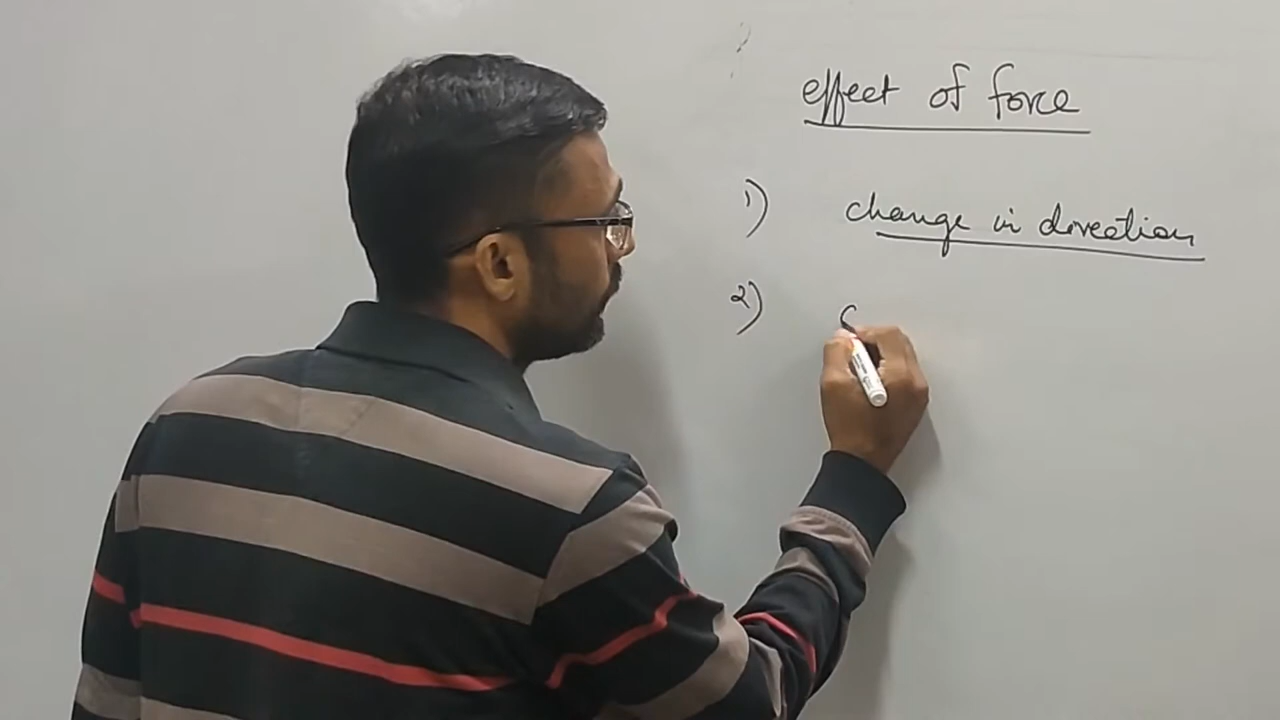 effect of force
1) change in direction
2) C